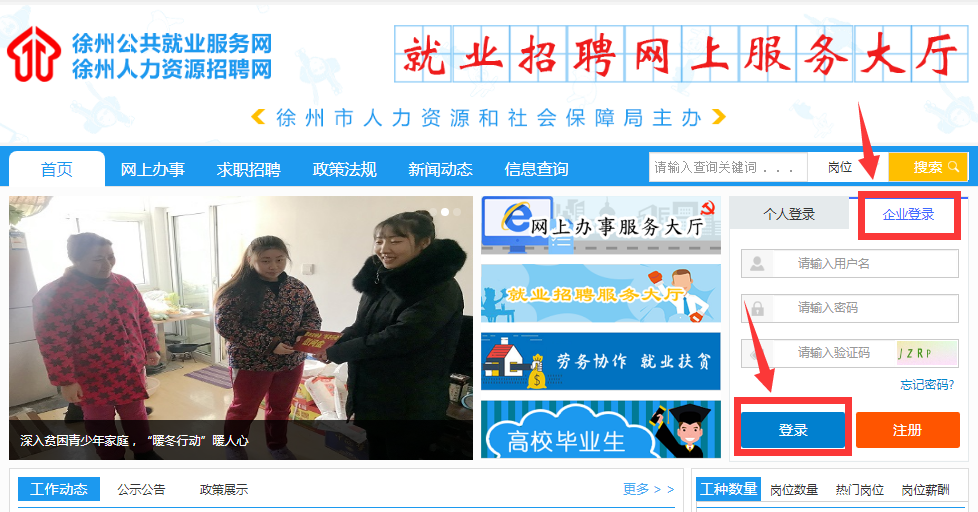 徐州公共就业服务网
徐州人力资源招聘网
就业招聘网上服务大厅
徐州市人力资源和社会保障局主办
首页 网上办事 求职招聘 政策法规 新闻动态 信息查询 请输入查询关键词 . . . 岗位 搜索
深入贫困青少年家庭，“暖冬行动”暖人心
网上办事服务大厅
就业招聘服务大厅
劳务协作 就业扶贫
高校毕业生
个人登录 企业登录
请输入用户名
请输入密码
请输入验证码 JZRP
忘记密码?
登录 注册
工作动态 公示公告 政策展示 更多 > >
工种数量 岗位数量 热门岗位 岗位薪酬